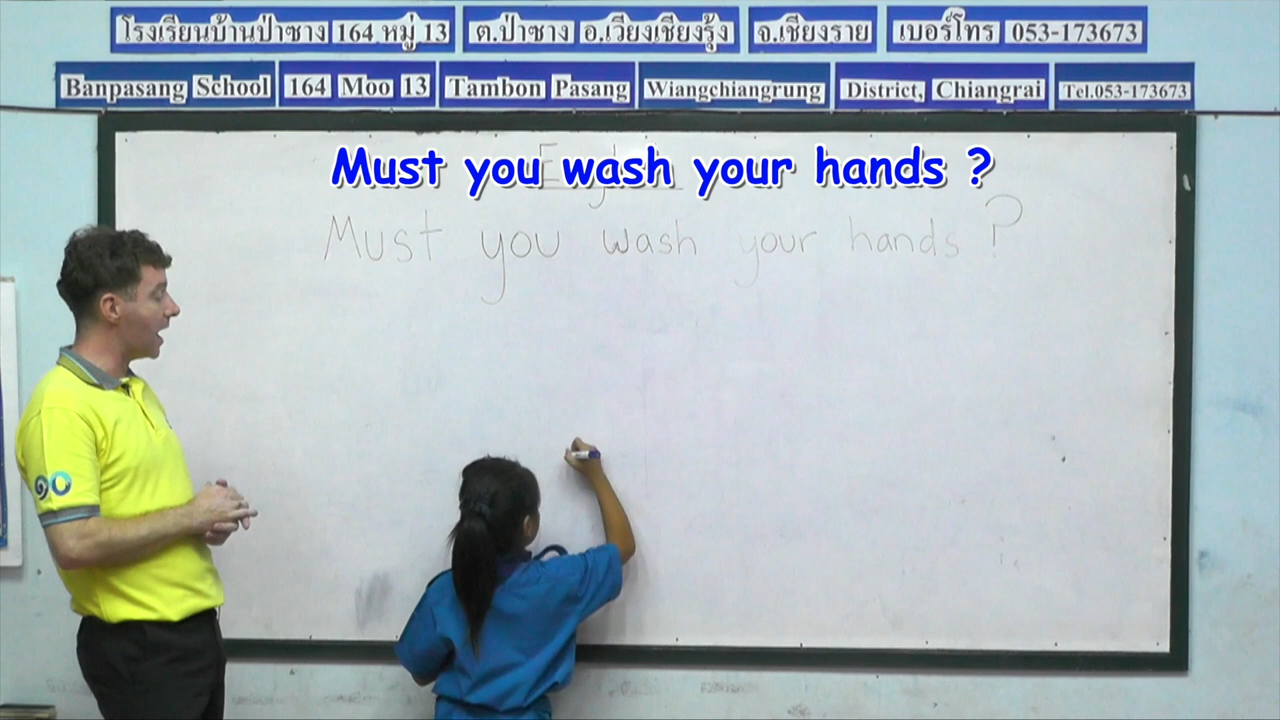 โรงเรียนบ้านป่าซาง 164 หมู่ 13 ต.ป่าซาง อ.เวียงเชียงรุ้ง จ.เชียงราย เบอร์โทร 053-173673
Banpasang School 164 Moo 13 Tambon Pasang Wiangchiangrung District, Chiangrai Tel.053-173673
English
Must you wash your hands ?
Must you wash your hands ?